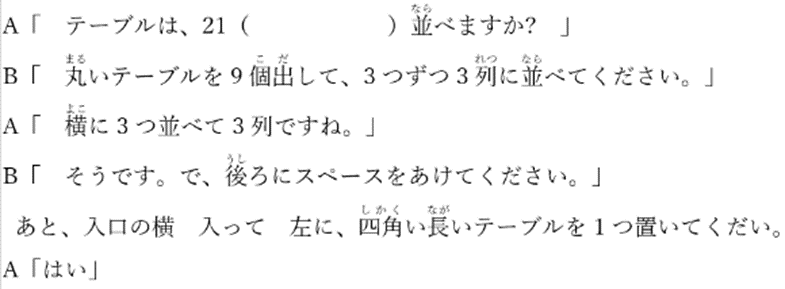 A「　テーブルは、21（　　　　　　　）並べますか?　」
B「　丸いテーブルを 9 個出して、3 つずつ 3 列に並べてください。」
A「　横に 3 つ並べて 3 列ですね。」
B「　そうです。で、後ろにスペースをあけてください。」
あと、入口の横　入って　左に、四角い長いテーブルを 1 つ置いてくだい。
A「はい」